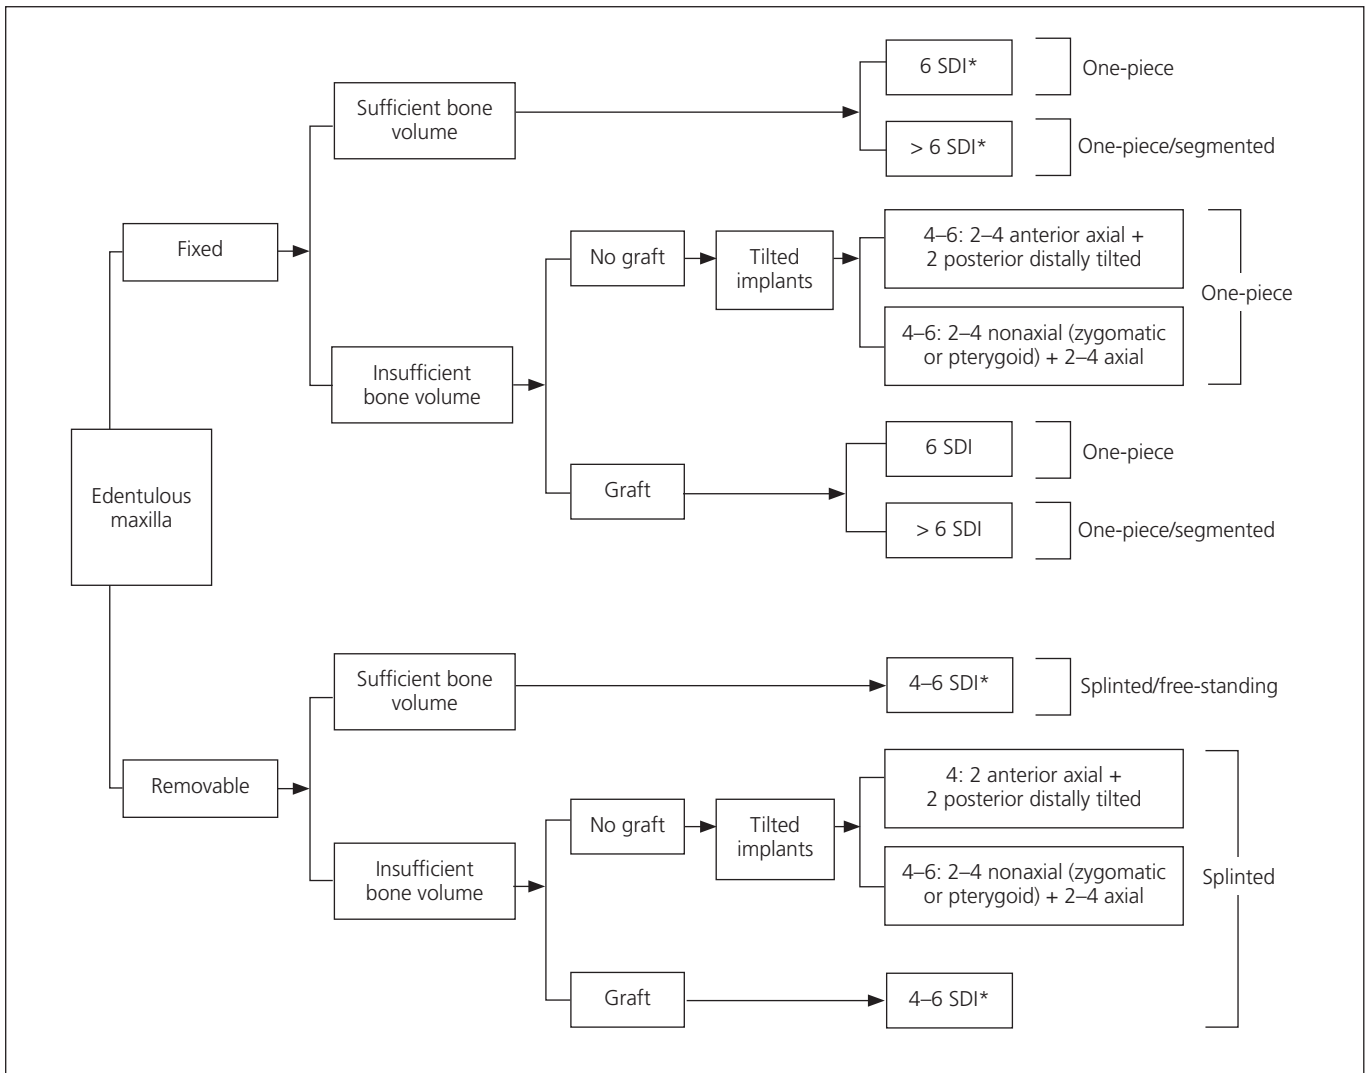 Edentulous
maxilla
Fixed
Sufficient bone
volume
6 SDI*
One-piece
> 6 SDI*
One-piece/segmented
Insufficient
bone volume
No graft
Tilted
implants
4–6: 2–4 anterior axial +
2 posterior distally tilted
4–6: 2–4 nonaxial (zygomatic
or pterygoid) + 2–4 axial
One-piece
Graft
6 SDI
One-piece
> 6 SDI
One-piece/segmented
Removable
Sufficient bone
volume
4–6 SDI*
Splinted/free-standing
Insufficient
bone volume
No graft
Tilted
implants
4: 2 anterior axial +
2 posterior distally tilted
4–6: 2–4 nonaxial (zygomatic
or pterygoid) + 2–4 axial
Splinted
Graft
4–6 SDI*